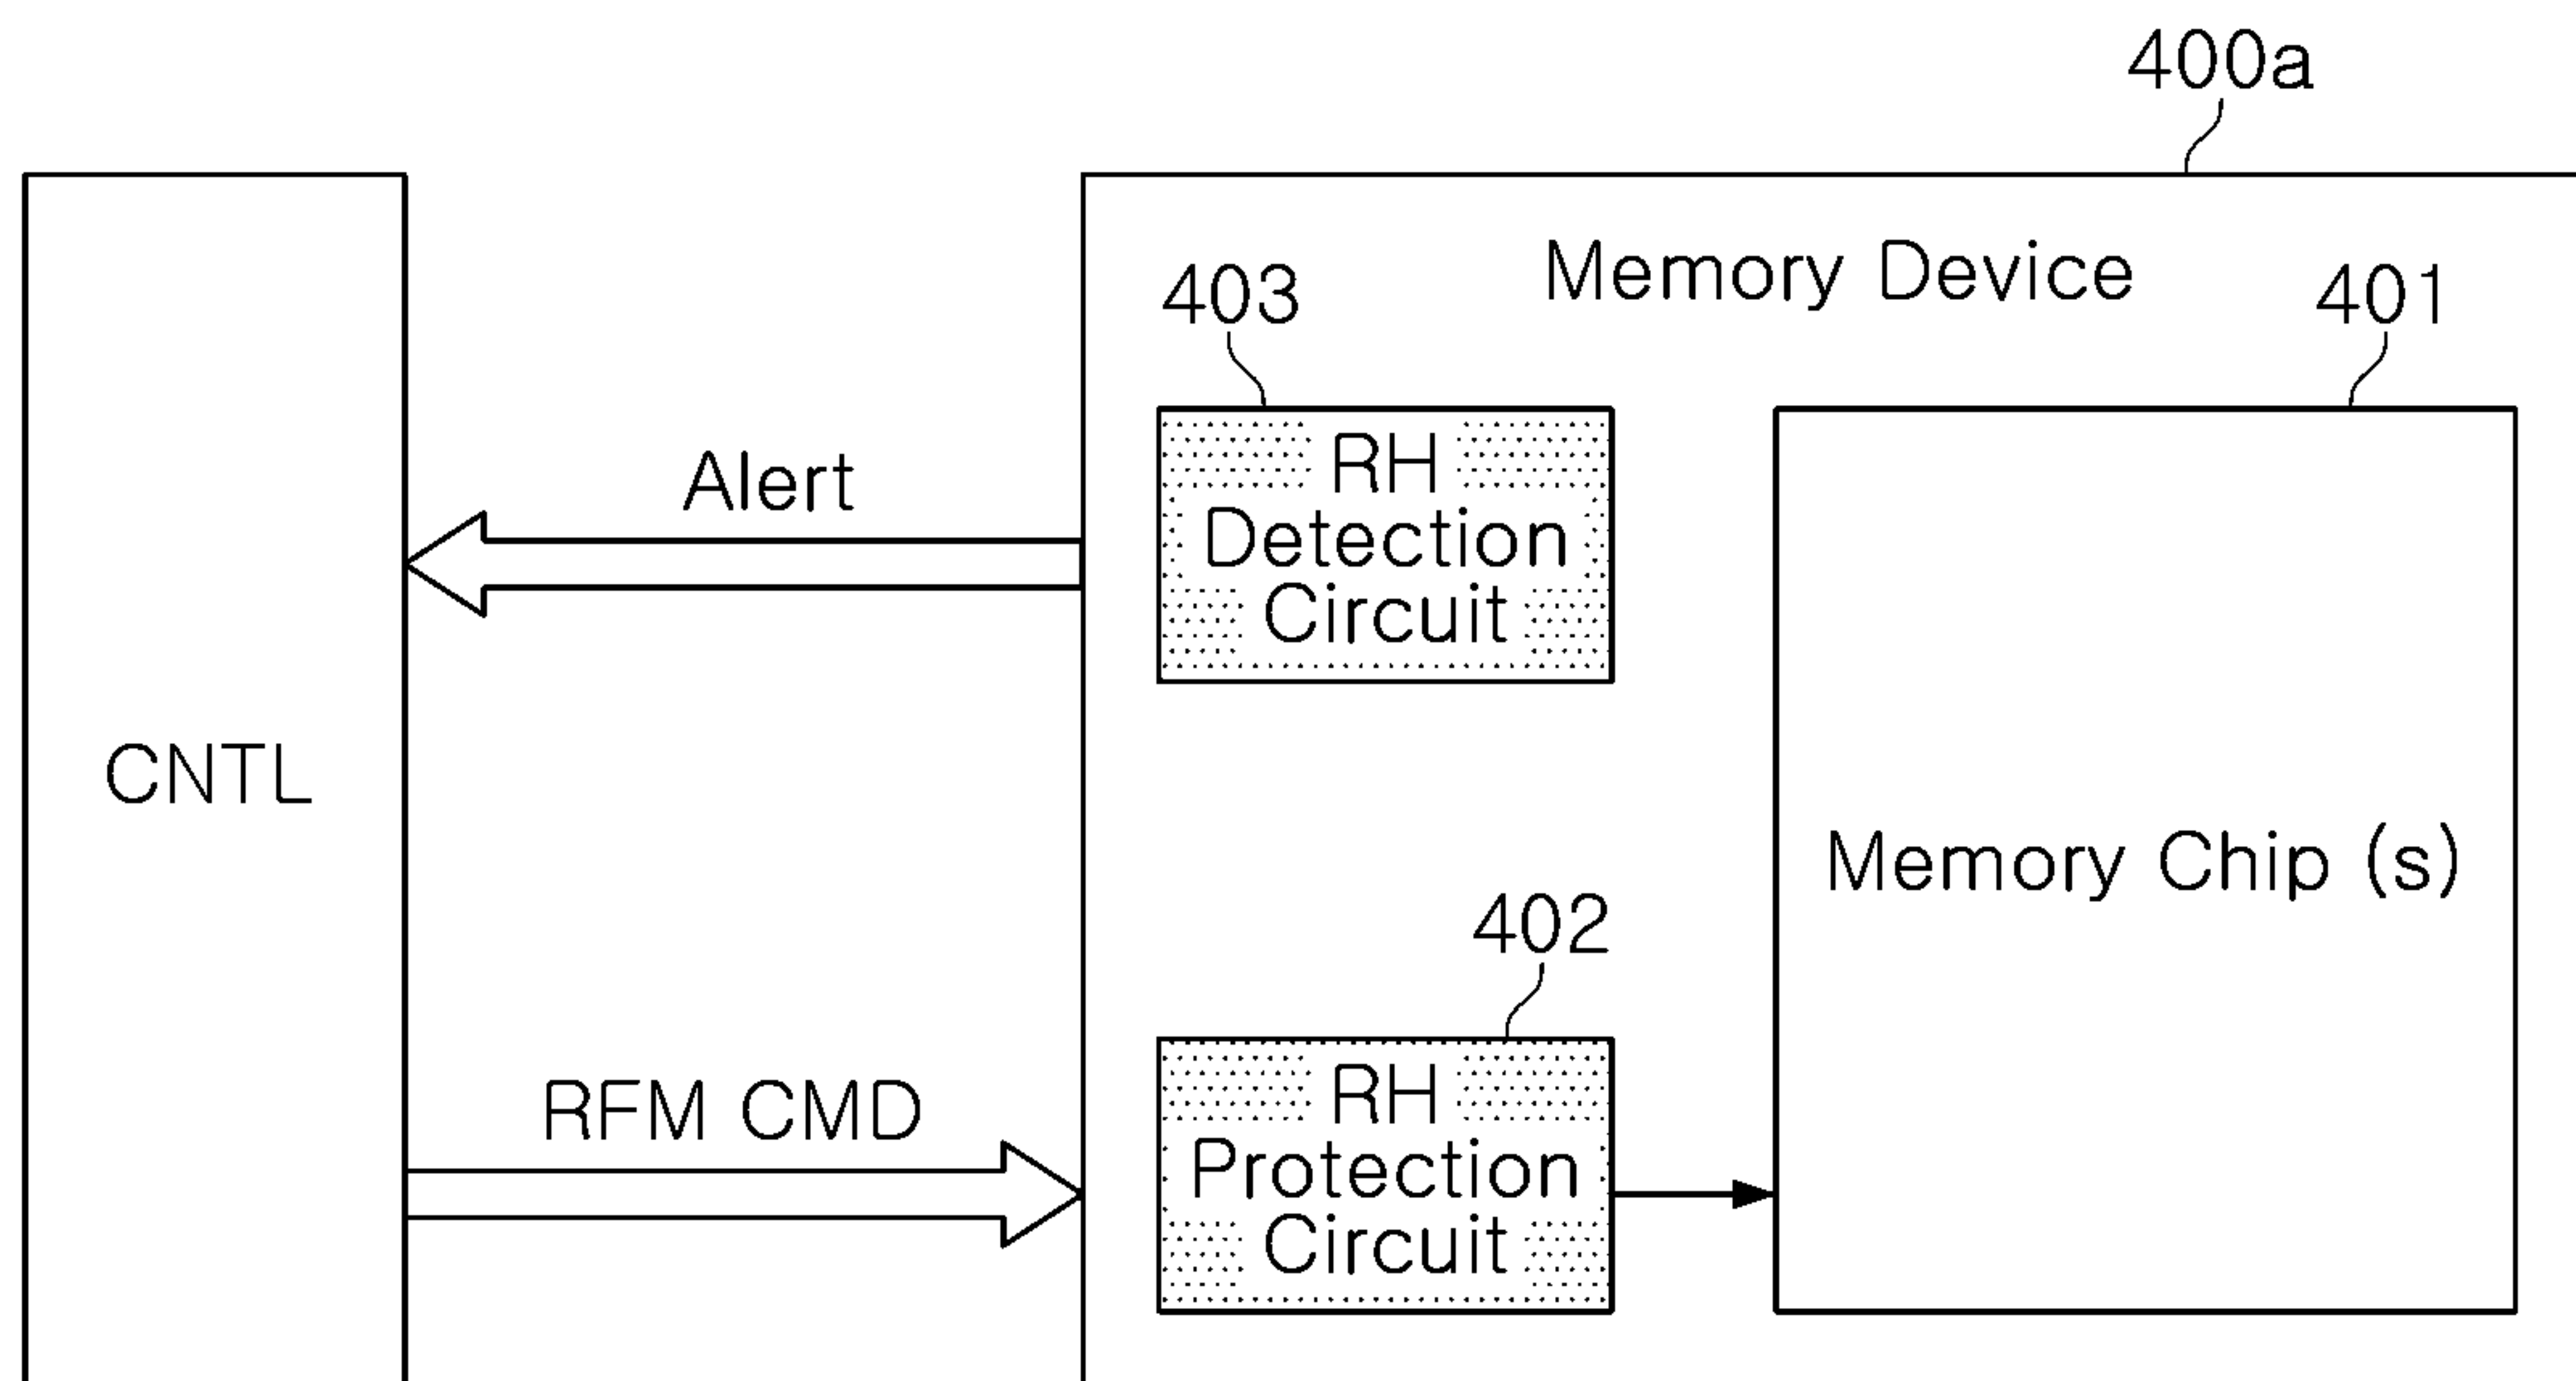 400a
Memory Device
403
401
RH
Detection
Circuit
Alert
CNTL
Memory Chip (s)
402
RH
Protection
Circuit
RFM CMD